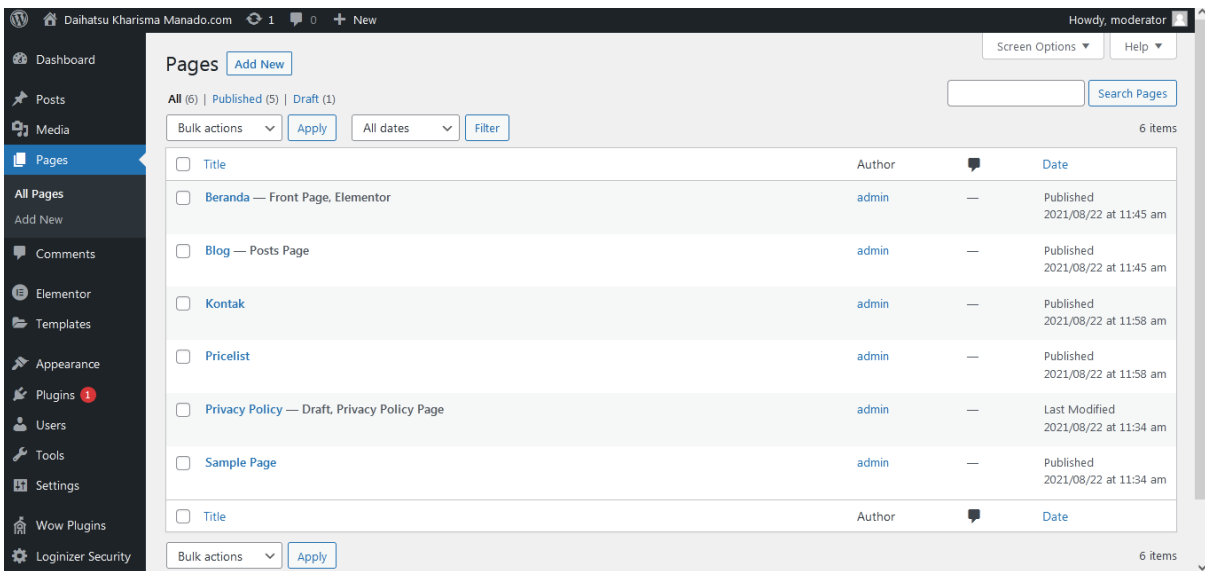 Daihatsu Kharisma Manado.com 1 0 + New Howdy, moderator
Dashboard
Posts
Media
Pages
All Pages
Add New
Comments
Elementor
Templates
Appearance
Plugins 1
Users
Tools
Settings
Wow Plugins
Loginizer Security
Screen Options ▼ Help ▼
Pages Add New
All (6) | Published (5) | Draft (1)
Search Pages
Bulk actions Apply All dates Filter 6 items
Title Author Date
Beranda — Front Page, Elementor admin — Published
2021/08/22 at 11:45 am
Blog — Posts Page admin — Published
2021/08/22 at 11:45 am
Kontak admin — Published
2021/08/22 at 11:58 am
Pricelist admin — Published
2021/08/22 at 11:58 am
Privacy Policy — Draft, Privacy Policy Page admin — Last Modified
2021/08/22 at 11:34 am
Sample Page admin — Published
2021/08/22 at 11:34 am
Title Author Date
Bulk actions Apply 6 items